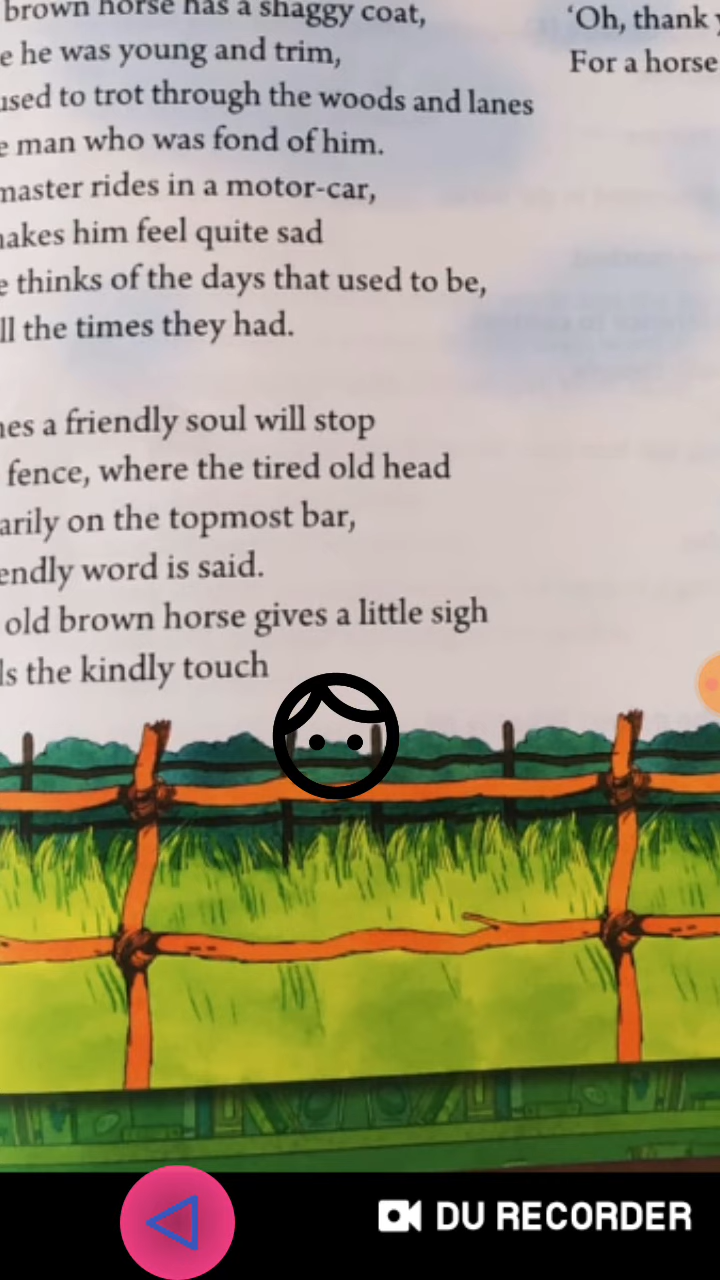 brown horse has a shaggy coat,
e he was young and trim,
used to trot through the woods and lanes
e man who was fond of him.
master rides in a motor-car,
akes him feel quite sad
e thinks of the days that used to be,
ll the times they had.
es a friendly soul will stop
fence, where the tired old head
arily on the topmost bar,
endly word is said.
old brown horse gives a little sigh
ls the kindly touch
‘Oh, thank y
For a horse
DU RECORDER